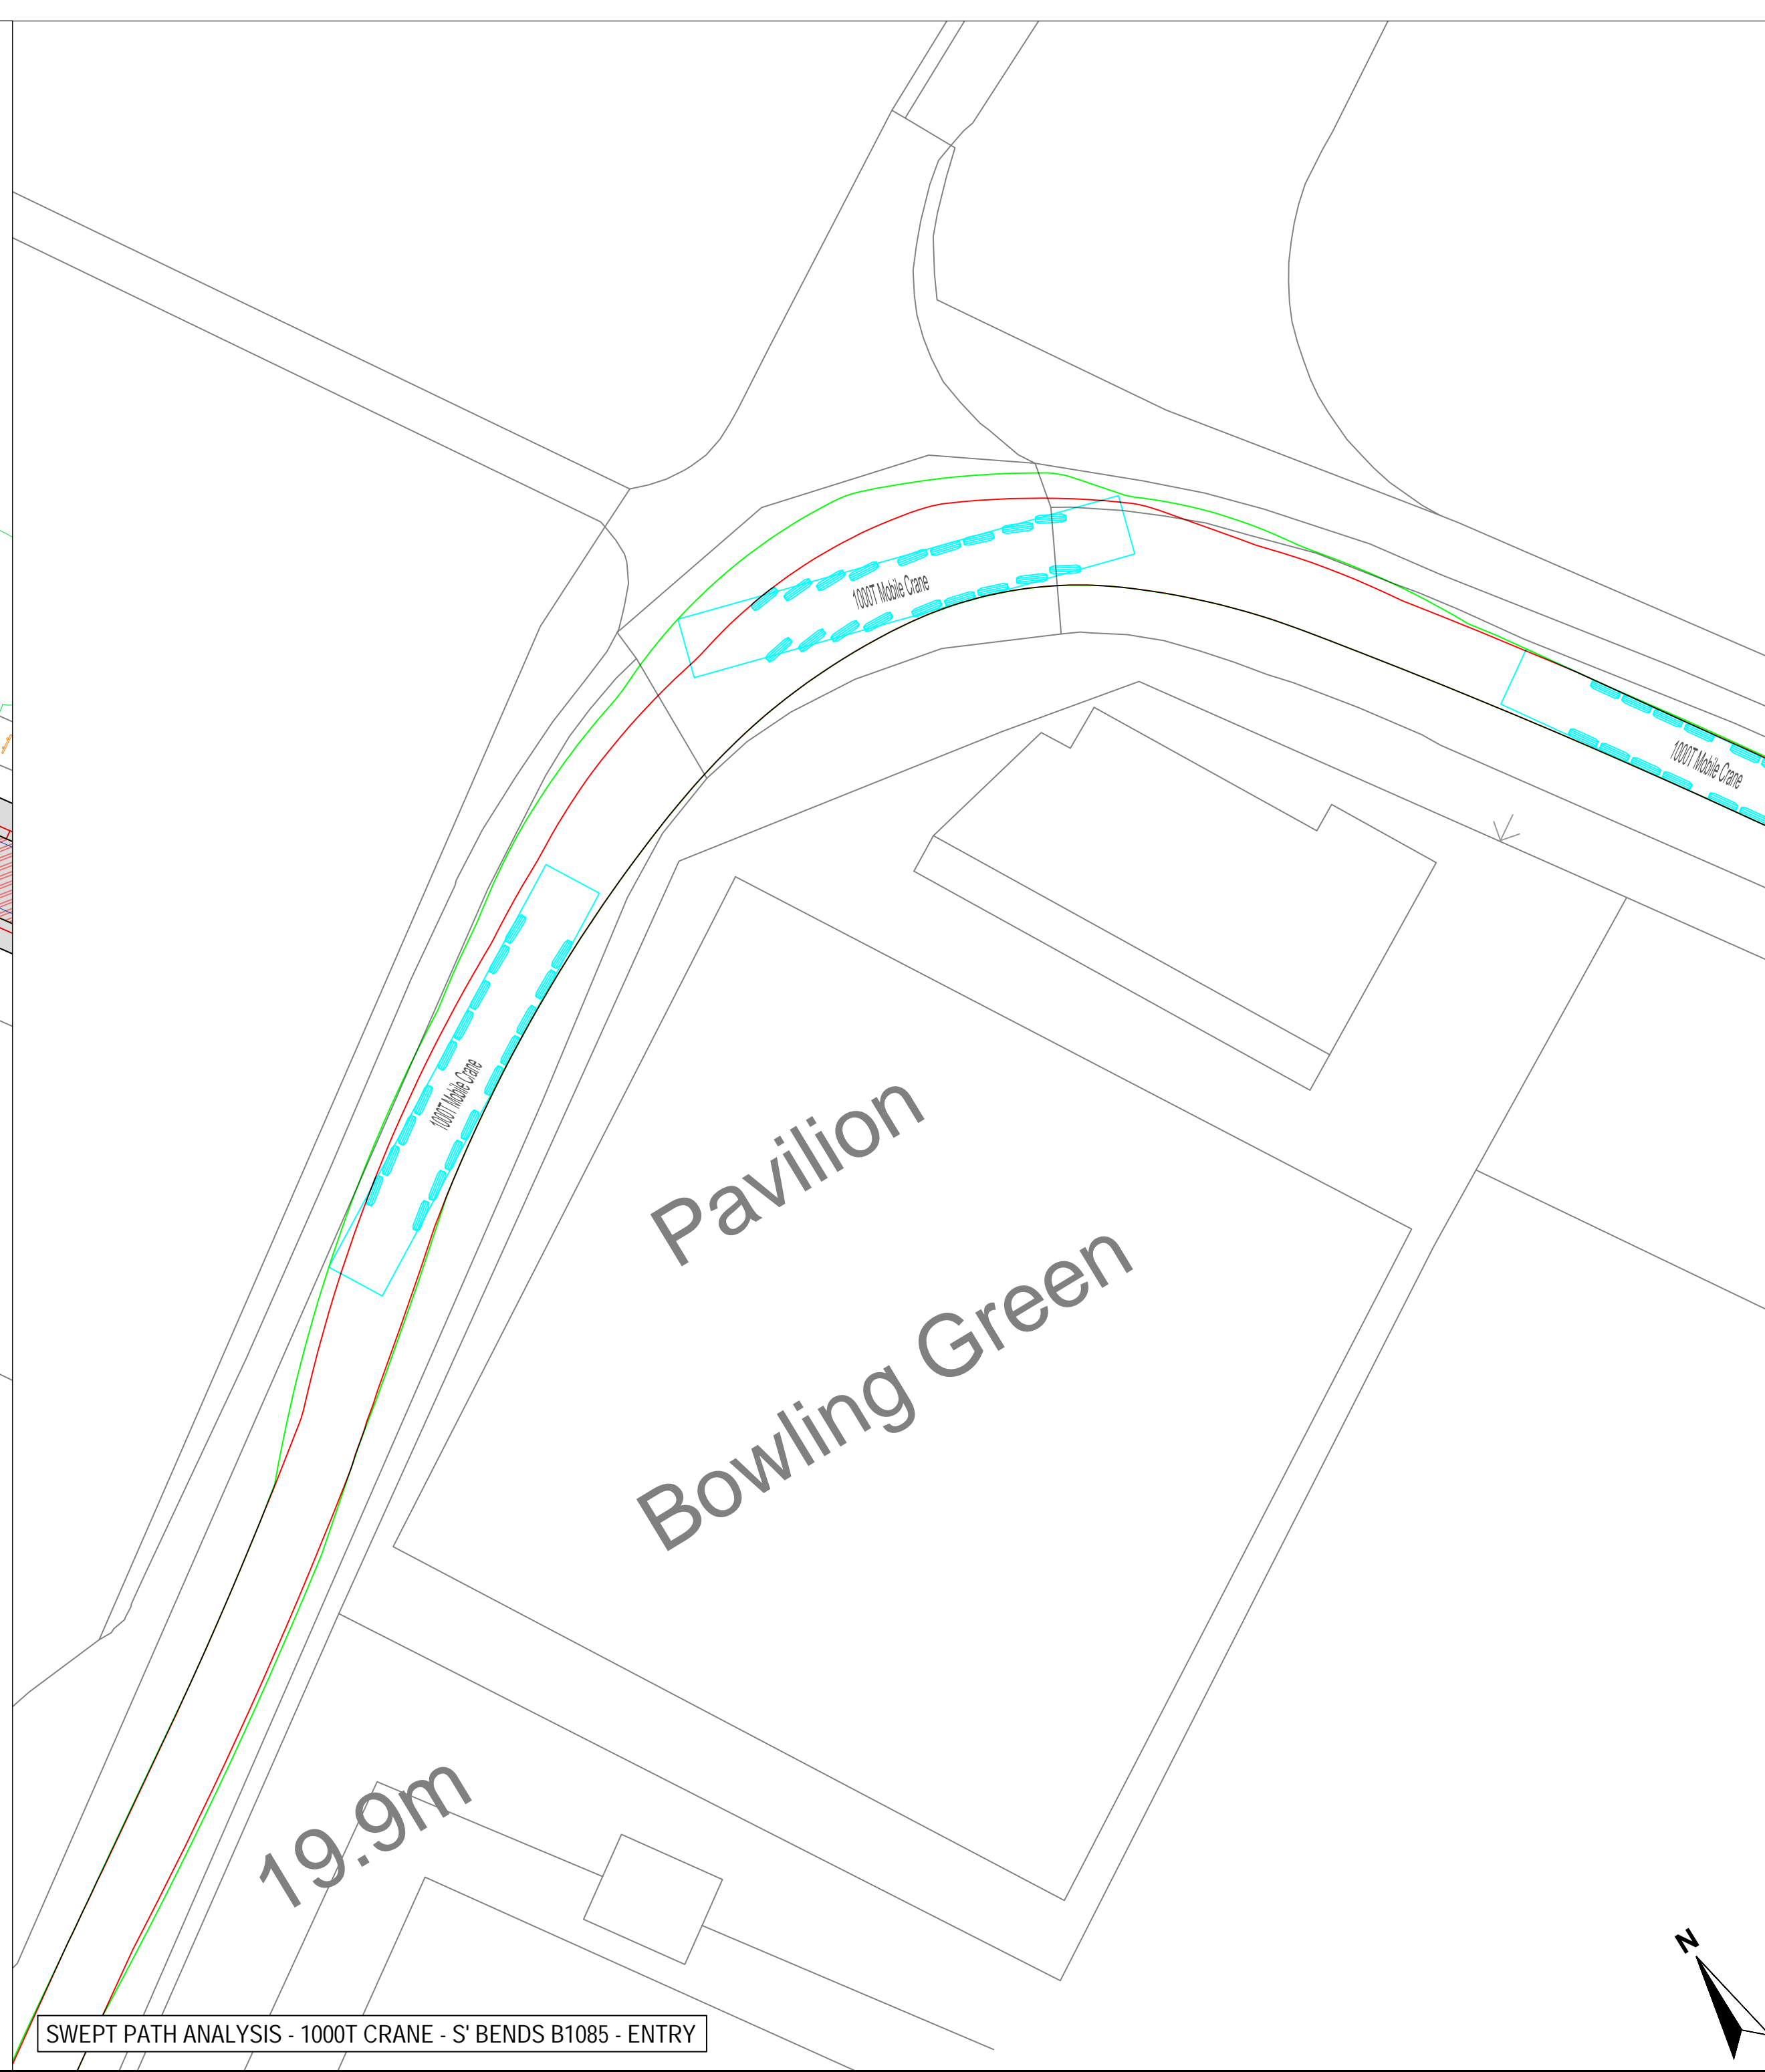 1000T Mobile Crane
1000T Mobile Crane
1000T Mobile Crane
Pavilion
Bowling Green
19.9m
N
SWEPT PATH ANALYSIS - 1000T CRANE - S' BENDS B1085 - ENTRY